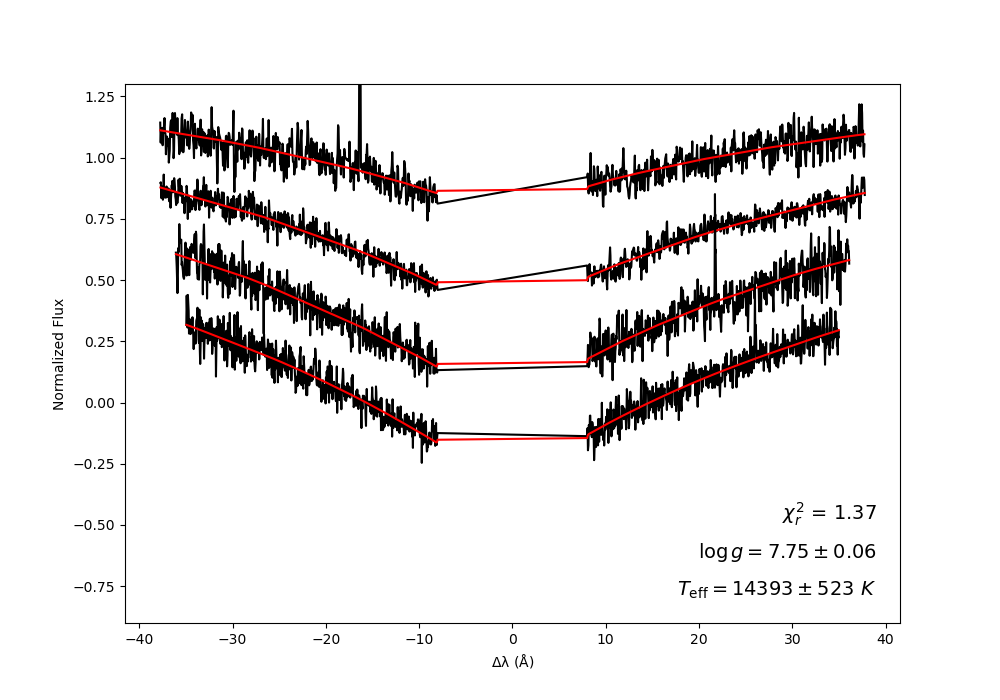 1.25
1.00
0.75
0.50
0.25
0.00
−0.25
−0.50
−0.75
Normalized Flux
χ²ᵣ = 1.37
log g = 7.75 ± 0.06
T_eff = 14393 ± 523 K
−40 −30 −20 −10 0 10 20 30 40
Δλ (Å)